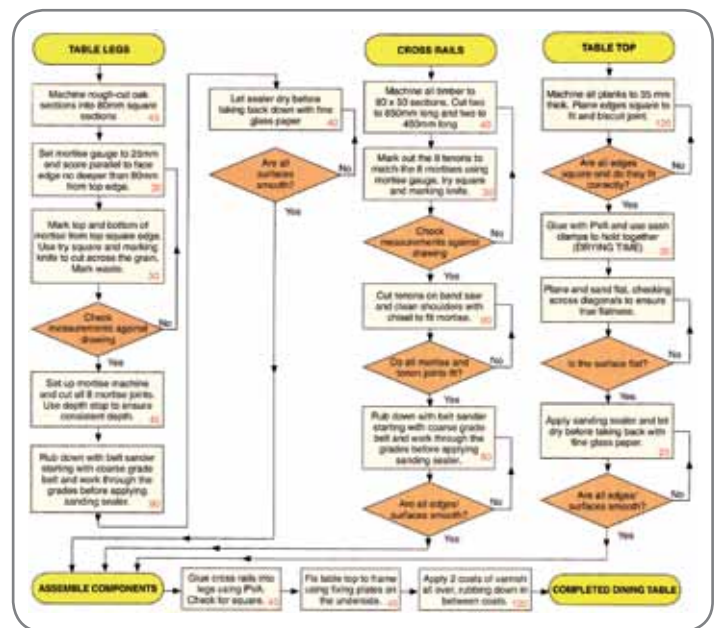 TABLE LEGS
Machine rough-cut oak
sections into 80mm square
sections
Set mortise gauge to 25mm
and score parallel to face
edge no deeper than 80mm
from top edge.
Mark top and bottom of
mortise from top square edge.
Use try square and marking
knife to cut across the grain.
Mark waste.
Check
measurements against
drawing
No
Yes
Set up mortise machine
and cut all 8 mortise joints.
Use depth stop to ensure
consistent depth.
Rub down with belt sander
starting with coarse grade
belt and work through the
grades before applying
sanding sealer.
Let sealer dry before
taking back down with fine
glass paper
Are all
surfaces
smooth?
No
Yes
CROSS RAILS
Machine all timber to
Cut two
long and two to
long
Mark out the 8 tenons to
match the 8 mortises using
mortise gauge, try square
and marking knife.
Check
measurements against
drawing
No
Yes
Cut tenons on band saw
and clean shoulders with
chisel to fit mortise.
Do all mortise and
tenon joints fit?
No
Yes
Rub down with belt sander
starting with coarse grade
belt and work through the
grades before applying
sanding sealer.
Are all edges/
surfaces smooth?
No
Yes
TABLE TOP
Machine all planks to 35 mm
thick. Plane edges square to
fit and biscuit joint.
120
Are all edges
square and do they fit
correctly?
No
Yes
Glue with PVA and use sash
clamps to hold together
(DRYING TIME)
Plane and sand flat, checking
across diagonals to ensure
true flatness.
Is the surface flat?
No
Yes
Apply sanding sealer and let
dry before taking back with
fine glass paper.
Are all edges/
surfaces smooth?
No
Yes
ASSEMBLE COMPONENTS
Glue cross rails into
legs using PVA.
Check for square.
Fix table top to frame
using fixing plates on
the underside.
Apply 2 coats of varnish
all over, rubbing down in
between coats.
120
COMPLETED DINING TABLE